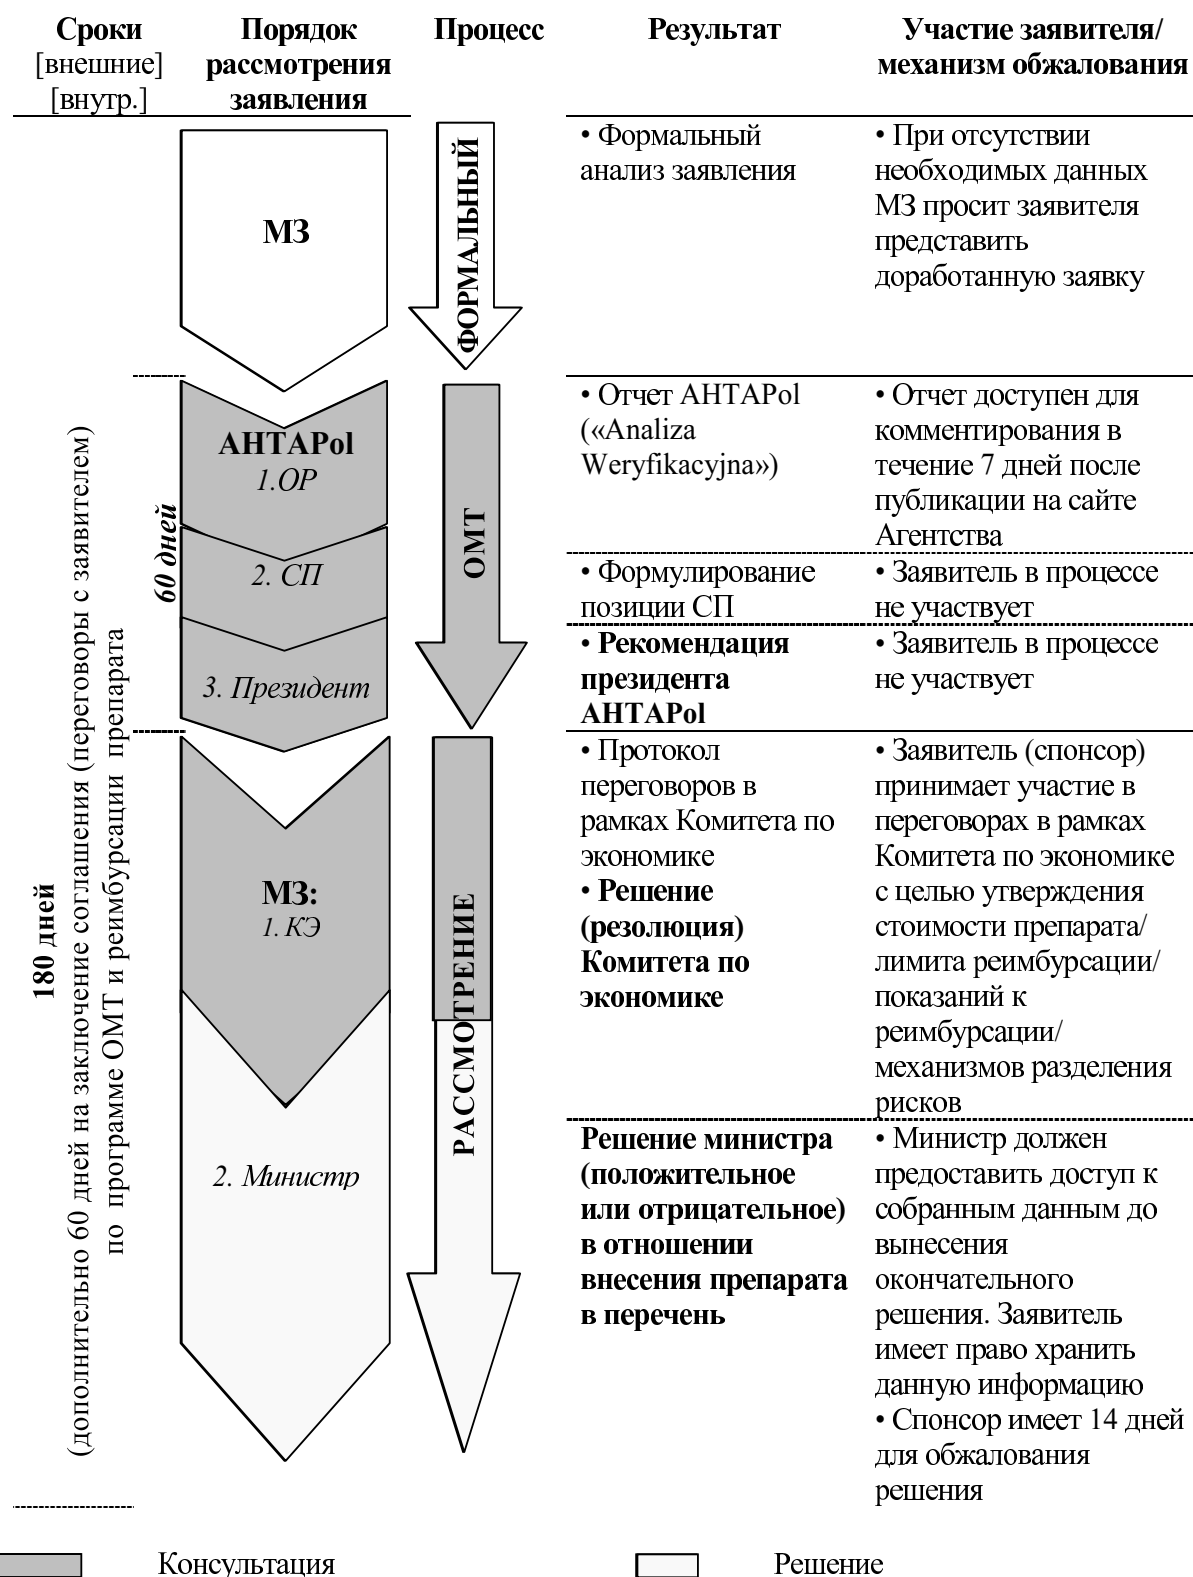 Сроки
[внешние]
[внутр.]
Порядок
рассмотрения
заявления
Процесс
Результат
Участие заявителя/
механизм обжалования
МЗ
ФОРМАЛЬНЫЙ
• Формальный
анализ заявления
• При отсутствии
необходимых данных
МЗ просит заявителя
представить
доработанную заявку
180 дней
(дополнительно 60 дней на заключение соглашения (переговоры с заявителем)
по программе ОМТ и реимбурсации препарата
60 дней
AHTAPol
1.ОР
2. СП
3. Президент
ОМТ
• Отчет AHTAPol
(«Analiza
Weryfikacyjna»)
• Отчет доступен для
комментирования в
течение 7 дней после
публикации на сайте
Агентства
• Формулирование
позиции СП
• Заявитель в процессе
не участвует
• Рекомендация
президента
AHTAPol
• Заявитель в процессе
не участвует
МЗ:
1. КЭ
2. Министр
РАССМОТРЕНИЕ
• Протокол
переговоров в
рамках Комитета по
экономике
• Решение
(резолюция)
Комитета по
экономике
• Заявитель (спонсор)
принимает участие в
переговорах в рамках
Комитета по экономике
с целью утверждения
стоимости препарата/
лимита реимбурсации/
показаний к
реимбурсации/
механизмов разделения
рисков
Решение министра
(положительное
или отрицательное)
в отношении
внесения препарата
в перечень
• Министр должен
предоставить доступ к
собранным данным до
вынесения
окончательного
решения. Заявитель
имеет право хранить
данную информацию
• Спонсор имеет 14 дней
для обжалования
решения
Консультация
Решение